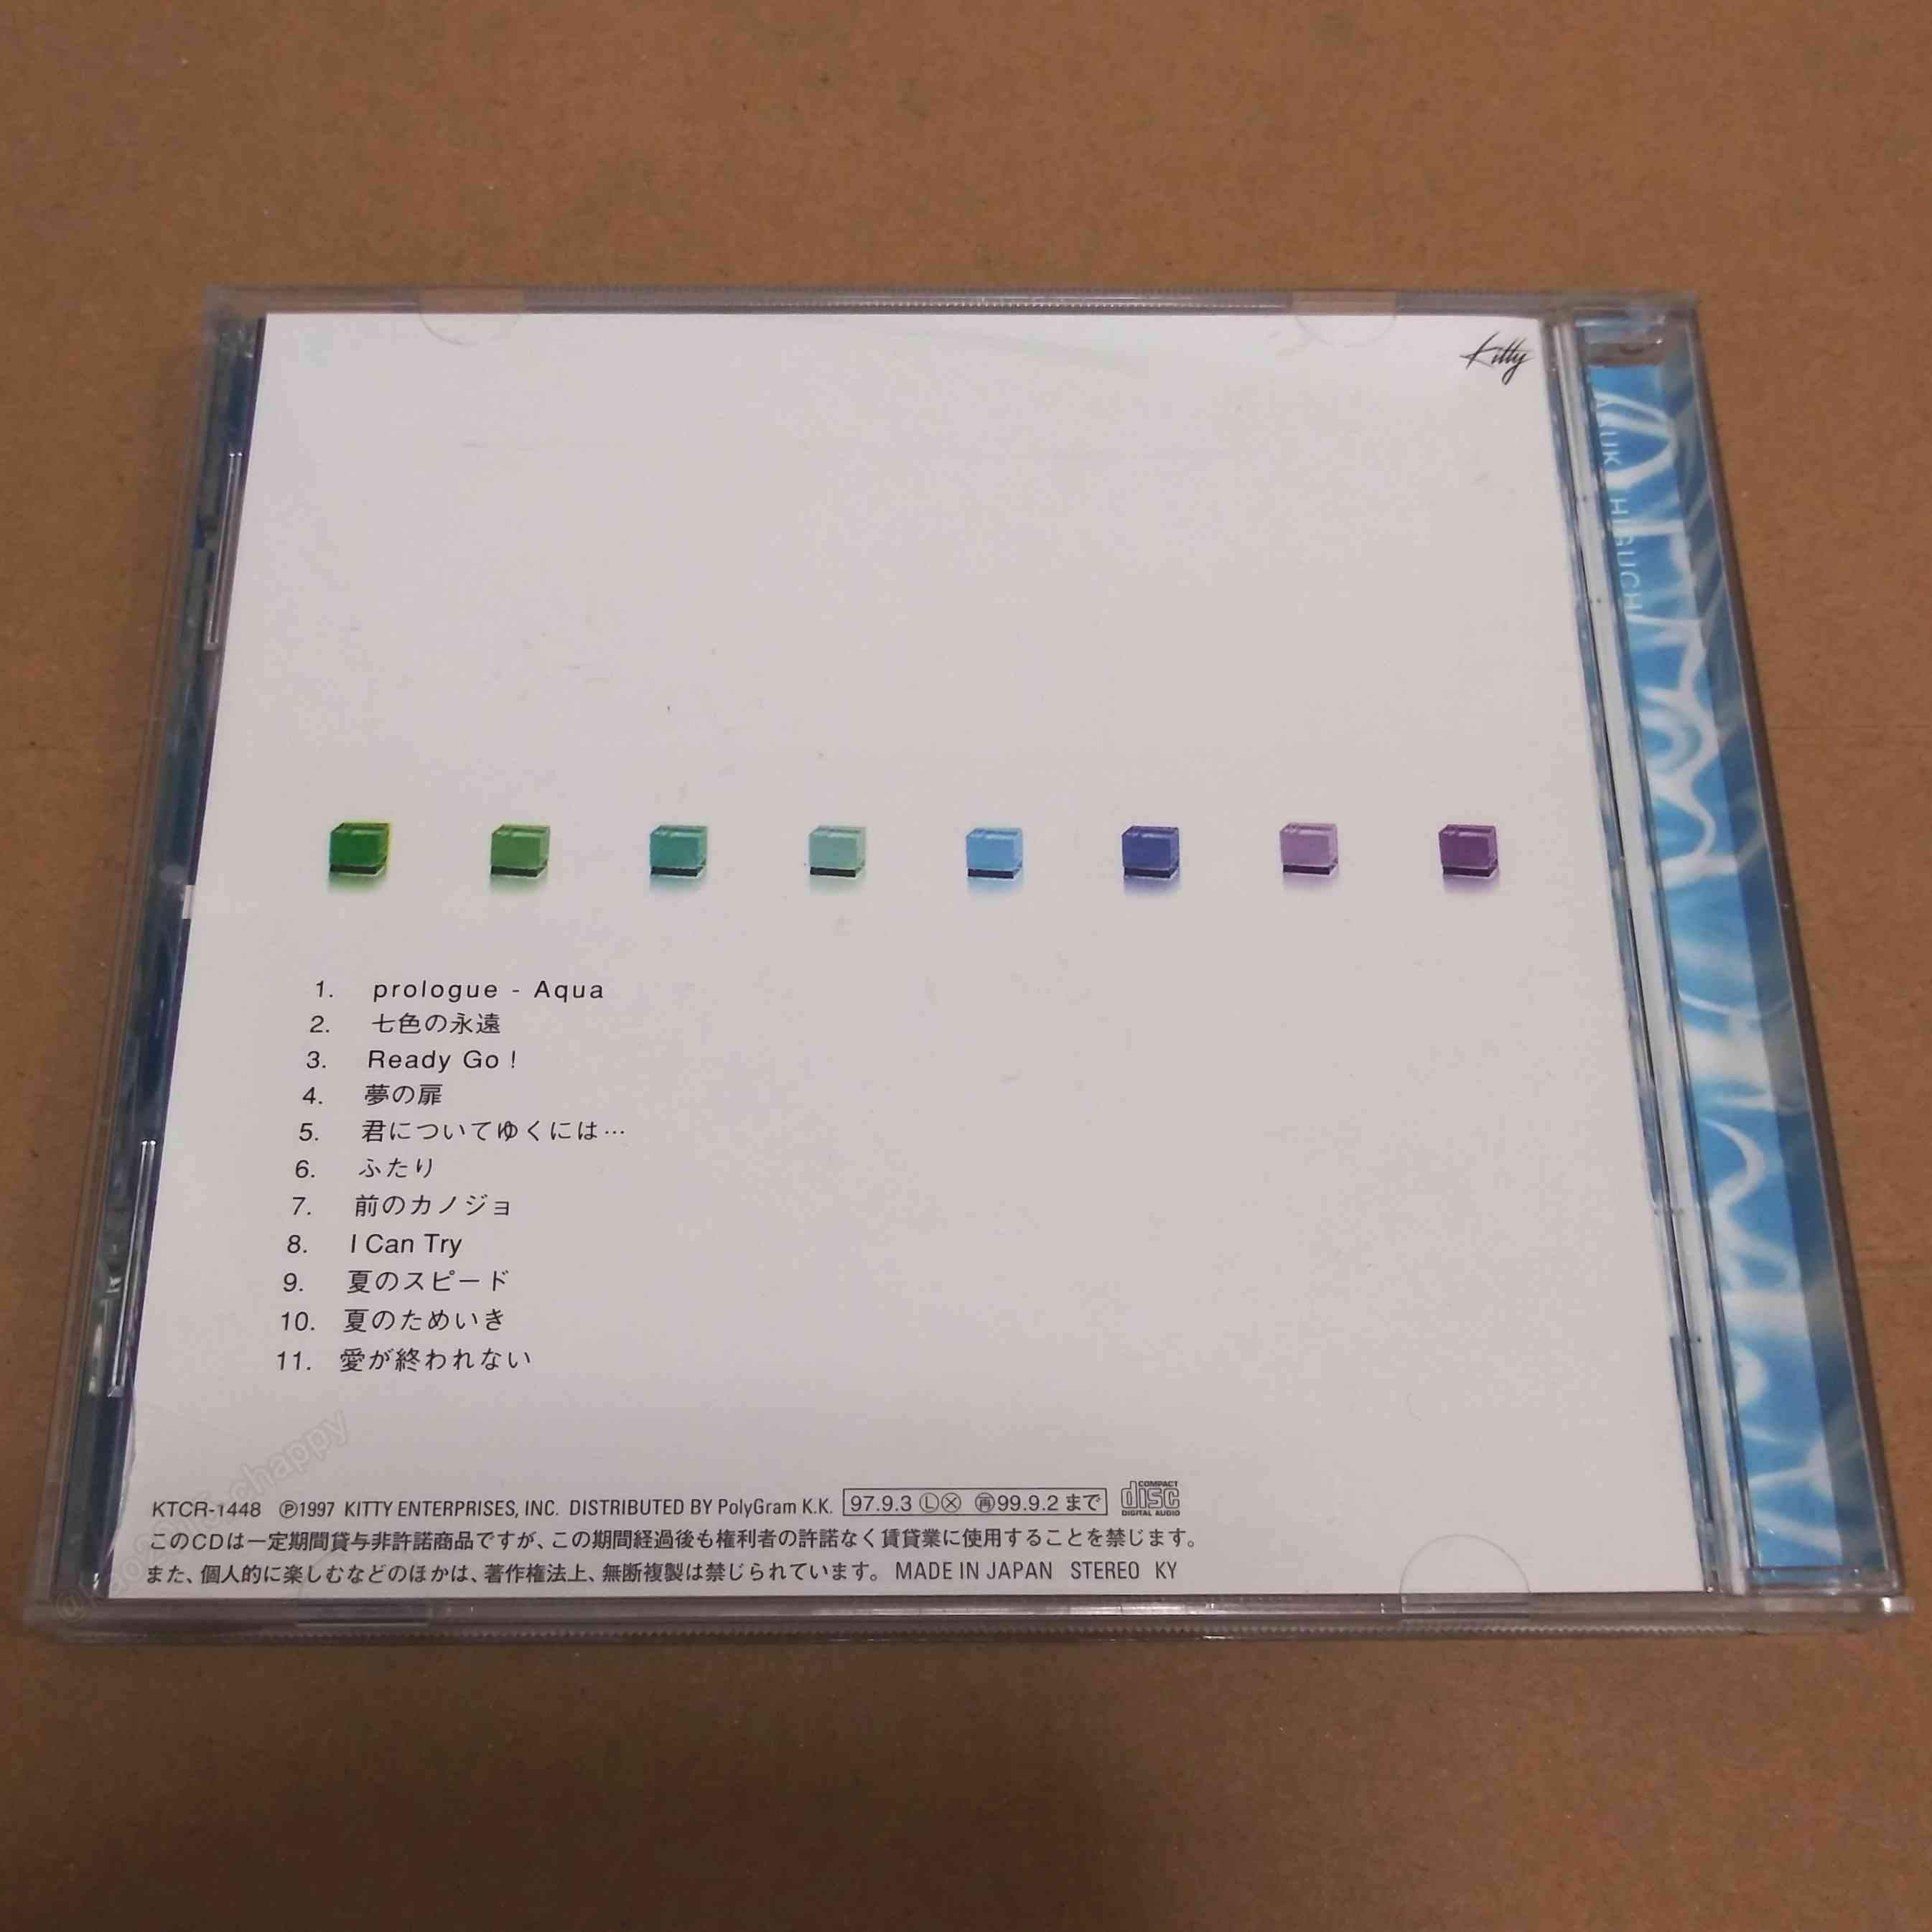 Kitty
HIGUCHI
1. prologue - Aqua
2. 七色の永遠
3. Ready Go !
4. 夢の扉
5. 君についてゆくには…
6. ふたり
7. 前のカノジョ
8. I Can Try
9. 夏のスピード
10. 夏のためいき
11. 愛が終われない
KTCR-1448 Ⓟ1997 KITTY ENTERPRISES, INC. DISTRIBUTED BY PolyGram K.K. 97.9.3 Ⓛⓧ 再99.9.2 まで COMPACT disc DIGITAL AUDIO
このCDは一定期間貸与非許諾商品ですが、この期間経過後も権利者の許諾なく賃貸業に使用することを禁じます。
また、個人的に楽しむなどのほかは、著作権法上、無断複製は禁じられています。 MADE IN JAPAN STEREO KY